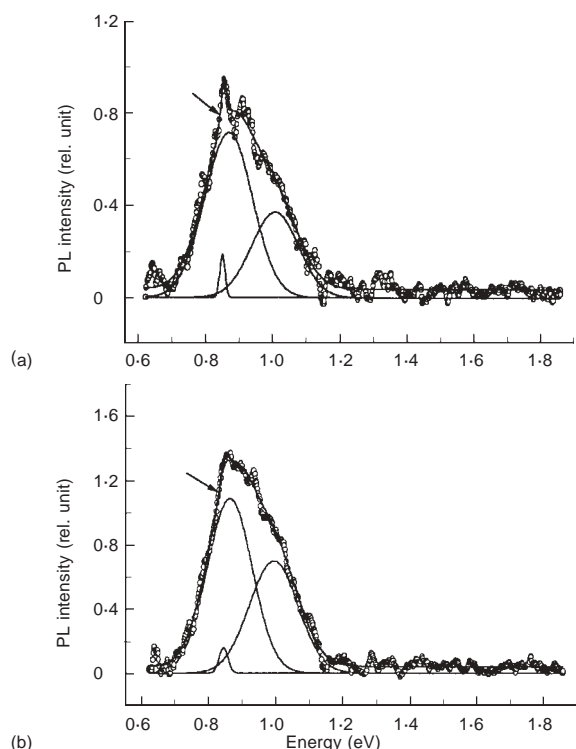 1·2
0·8
0·4
0
PL intensity (rel. unit)
0·6 0·8 1·0 1·2 1·4 1·6 1·8
(a)
1·6
1·2
0·8
0·4
0
PL intensity (rel. unit)
0·6 0·8 1·0 1·2 1·4 1·6 1·8
Energy (eV)
(b)